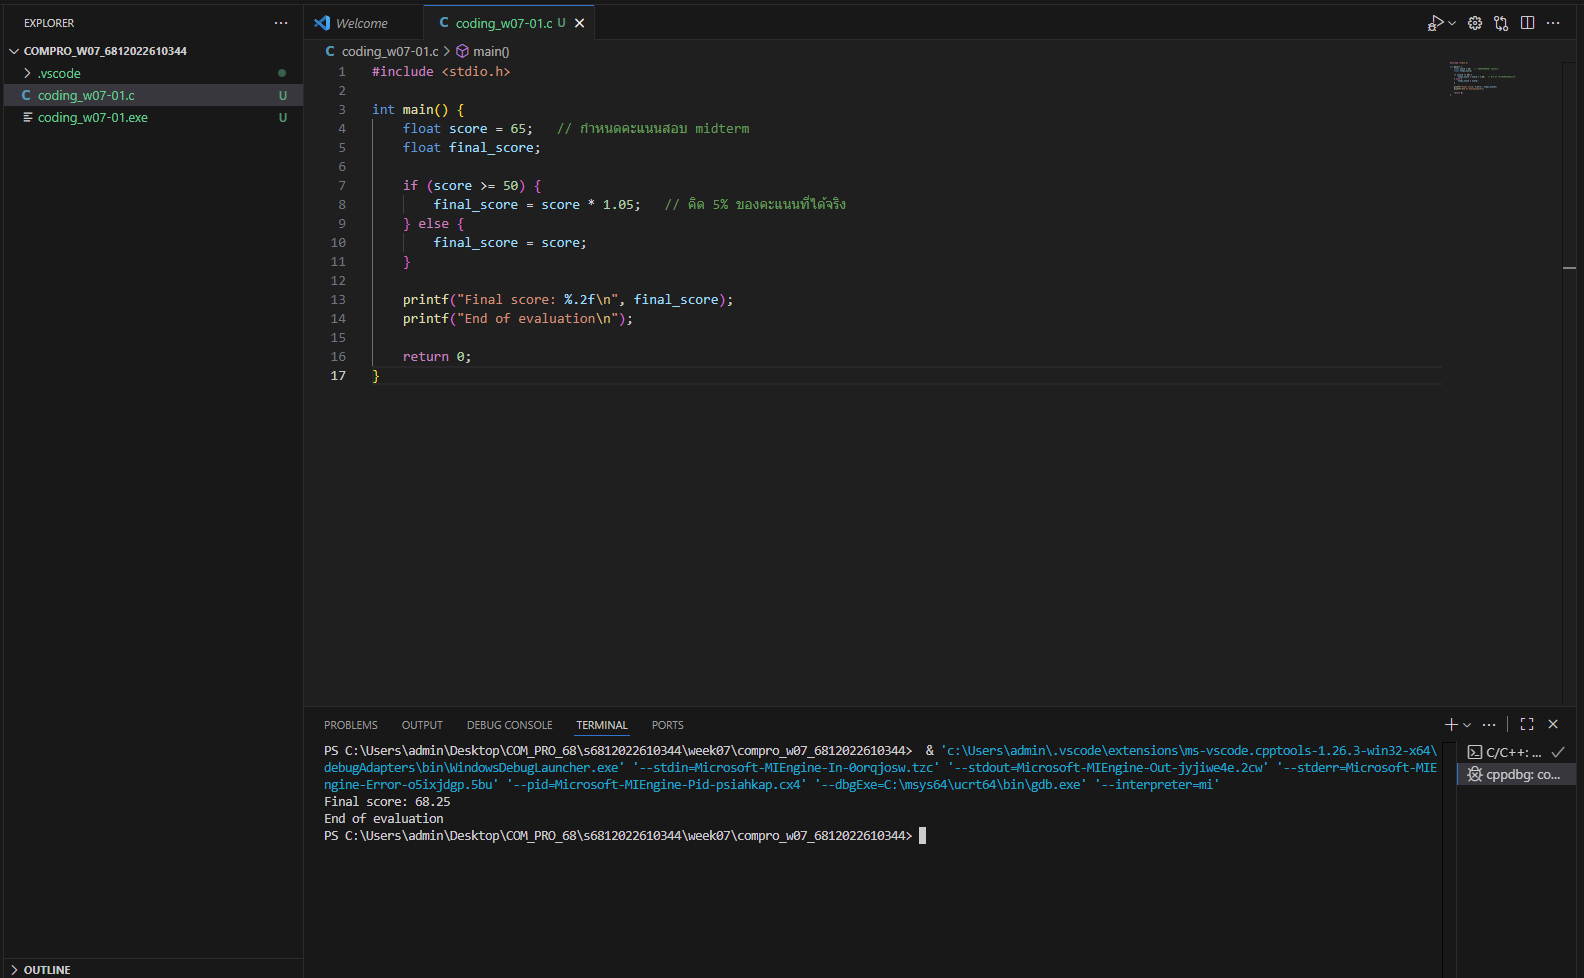 EXPLORER
COMPRO_W07_6812022610344
.vscode
C coding_w07-01.c U
coding_w07-01.exe U
OUTLINE
Welcome
C coding_w07-01.c U
C coding_w07-01.c > main()
1 #include <stdio.h>
2
3 int main() {
4 float score = 65; // กำหนดคะแนนสอบ midterm
5 float final_score;
6
7 if (score >= 50) {
8 final_score = score * 1.05; // คิด 5% ของคะแนนที่ได้จริง
9 } else {
10 final_score = score;
11 }
12
13 printf("Final score: %.2f\n", final_score);
14 printf("End of evaluation\n");
15
16 return 0;
17 }
PROBLEMS OUTPUT DEBUG CONSOLE TERMINAL PORTS
PS C:\Users\admin\Desktop\COM_PRO_68\s6812022610344\week07\compro_w07_6812022610344> & 'c:\Users\admin\.vscode\extensions\ms-vscode.cpptools-1.26.3-win32-x64\
debugAdapters\bin\WindowsDebugLauncher.exe' '--stdin=Microsoft-MIEngine-In-0orqjosw.tzc' '--stdout=Microsoft-MIEngine-Out-jyjiwe4e.2cw' '--stderr=Microsoft-MIE
ngine-Error-o5ixjdgp.5bu' '--pid=Microsoft-MIEngine-Pid-psiahkap.cx4' '--dbgExe=C:\msys64\ucrt64\bin\gdb.exe' '--interpreter=mi'
Final score: 68.25
End of evaluation
PS C:\Users\admin\Desktop\COM_PRO_68\s6812022610344\week07\compro_w07_6812022610344>
C/C++: ...
cppdbg: co...